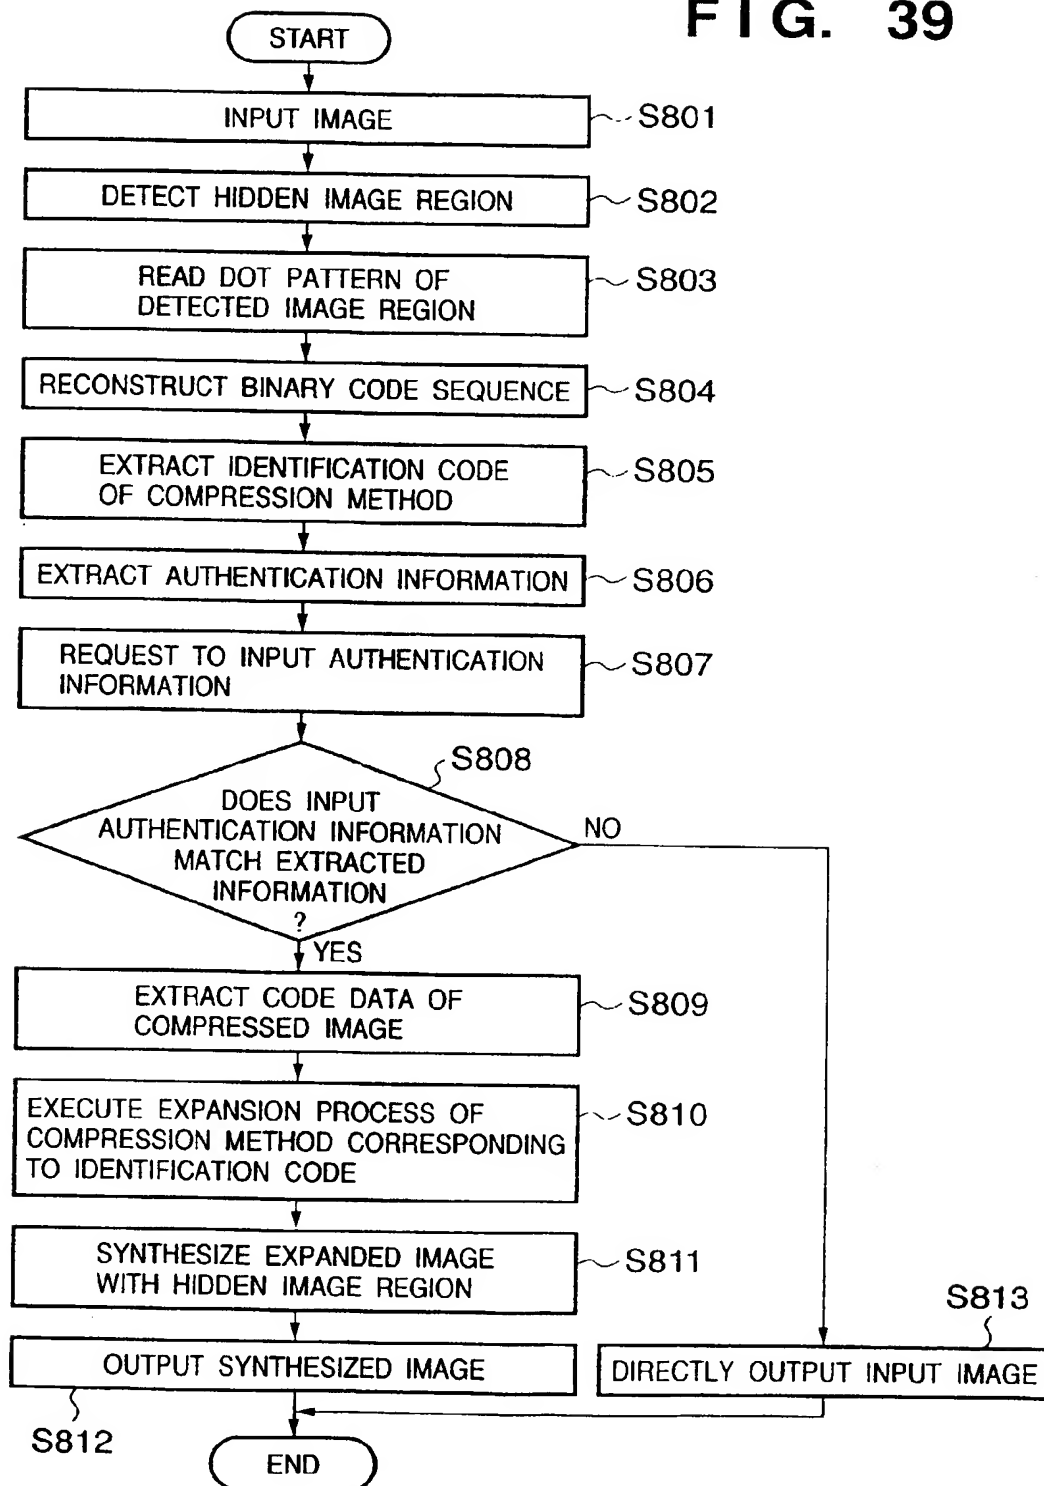 FIG. 39
START
INPUT IMAGE
S801
DETECT HIDDEN IMAGE REGION
S802
READ DOT PATTERN OF
DETECTED IMAGE REGION
S803
RECONSTRUCT BINARY CODE SEQUENCE
S804
EXTRACT IDENTIFICATION CODE
OF COMPRESSION METHOD
S805
EXTRACT AUTHENTICATION INFORMATION
S806
REQUEST TO INPUT AUTHENTICATION
INFORMATION
S807
S808
DOES INPUT
AUTHENTICATION INFORMATION
MATCH EXTRACTED
INFORMATION
?
NO
YES
EXTRACT CODE DATA OF
COMPRESSED IMAGE
S809
EXECUTE EXPANSION PROCESS OF
COMPRESSION METHOD CORRESPONDING
TO IDENTIFICATION CODE
S810
SYNTHESIZE EXPANDED IMAGE
WITH HIDDEN IMAGE REGION
S811
S813
OUTPUT SYNTHESIZED IMAGE
DIRECTLY OUTPUT INPUT IMAGE
S812
END